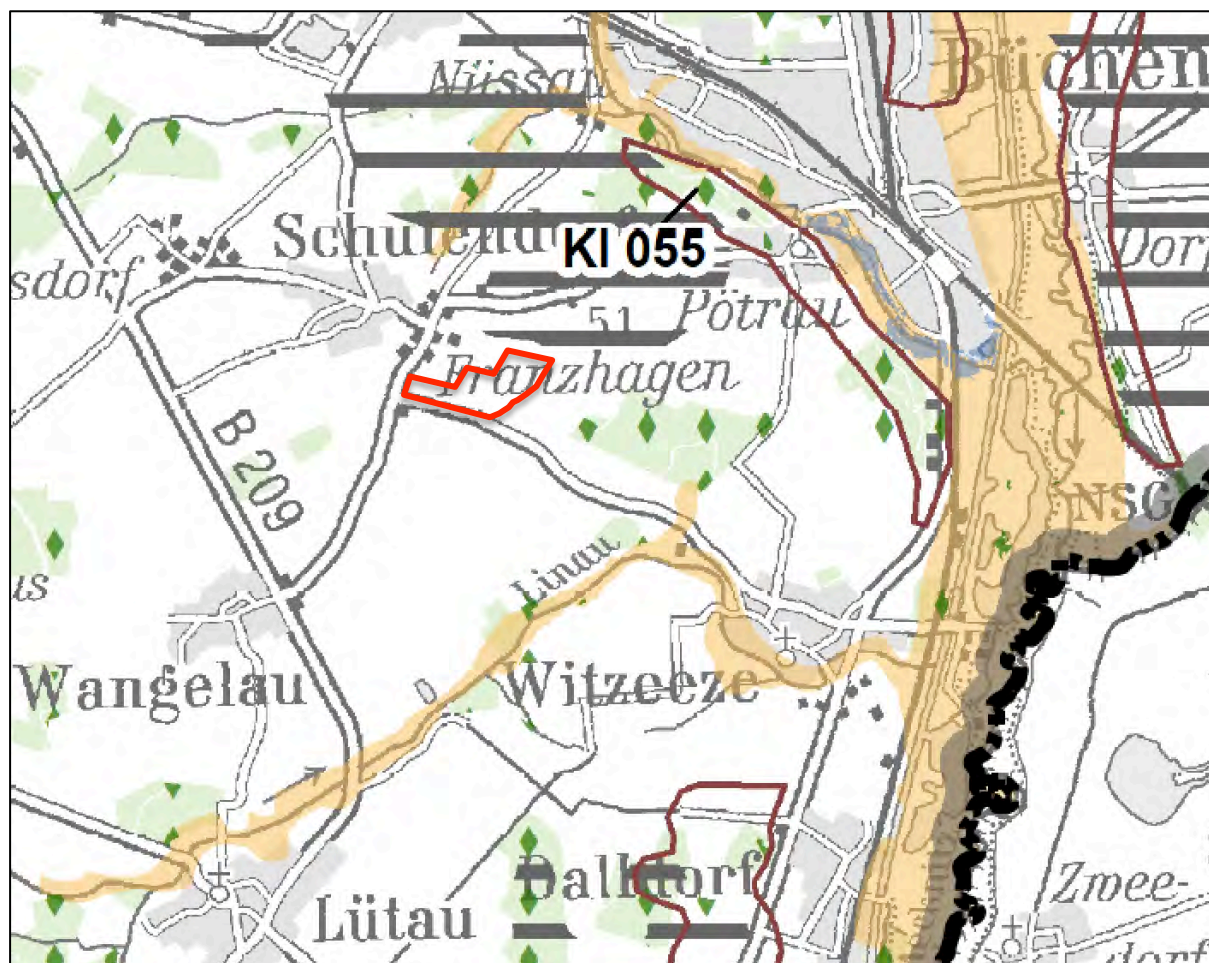 Büchen
Nüssau
Dorf
Schulendorf
KI 055
sdorf
51
Pötrau
Franzhagen
B 209
NSG
Linau
us
Wangelau
Witzeeze
Dalldorf
Lütau
Zwee-
dorf